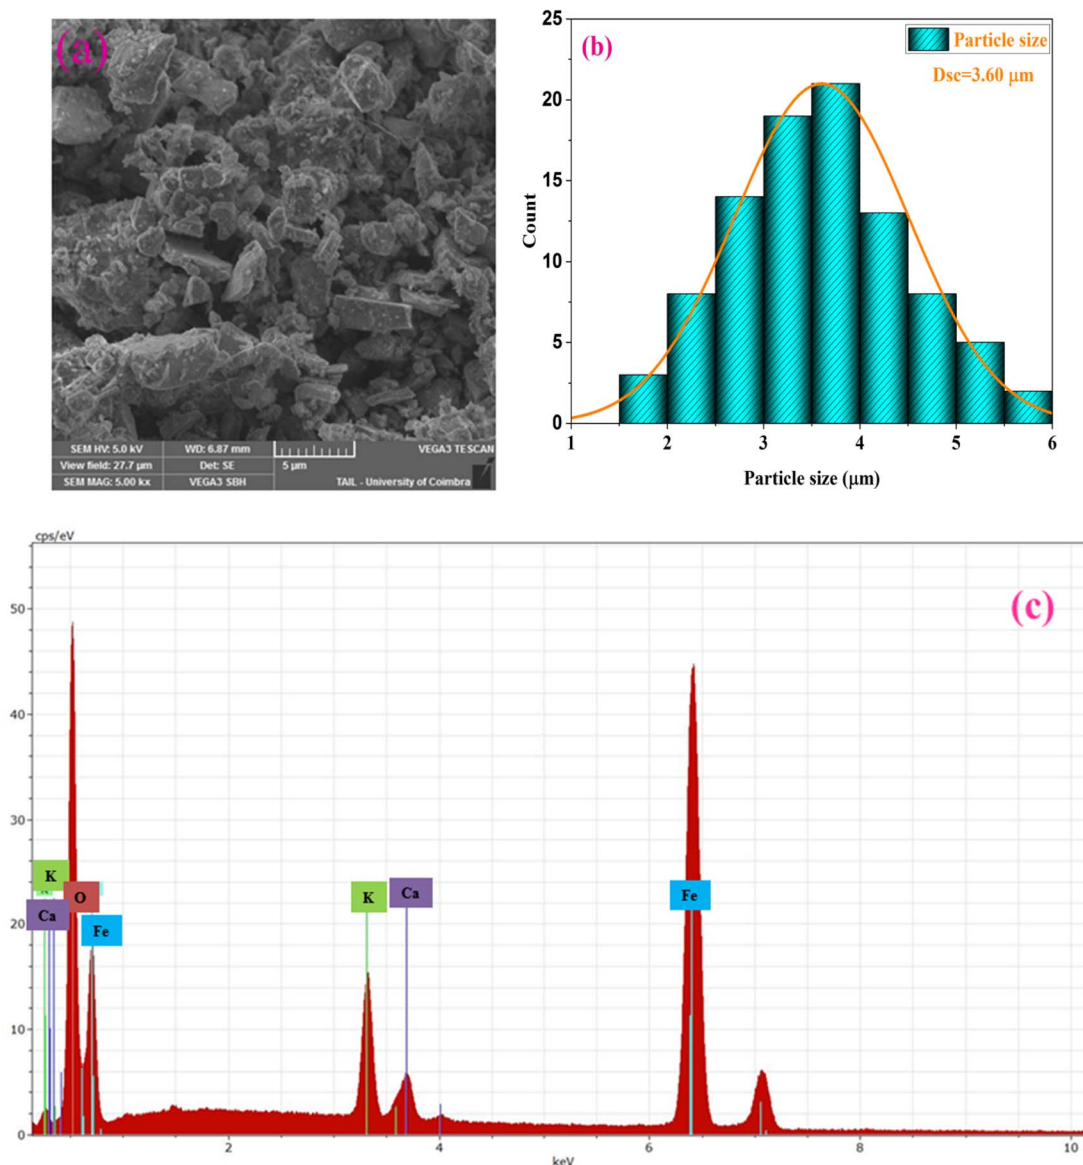 (a)
SEM HV: 5.0 kV WD: 6.87 mm VEGA3 TESCAN
View field: 27.7 µm Det: SE 5 µm
SEM MAG: 5.00 kx VEGA3 SBH TAIL - University of Coimbra
(b)
Particle size
Dsc=3.60 µm
25
20
15
10
5
0
Count
1 2 3 4 5 6
Particle size (µm)
cps/eV
(c)
50
40
30
20
10
0
K
Ca
O
Fe
K
Ca
Fe
2 4 6 8 10
keV